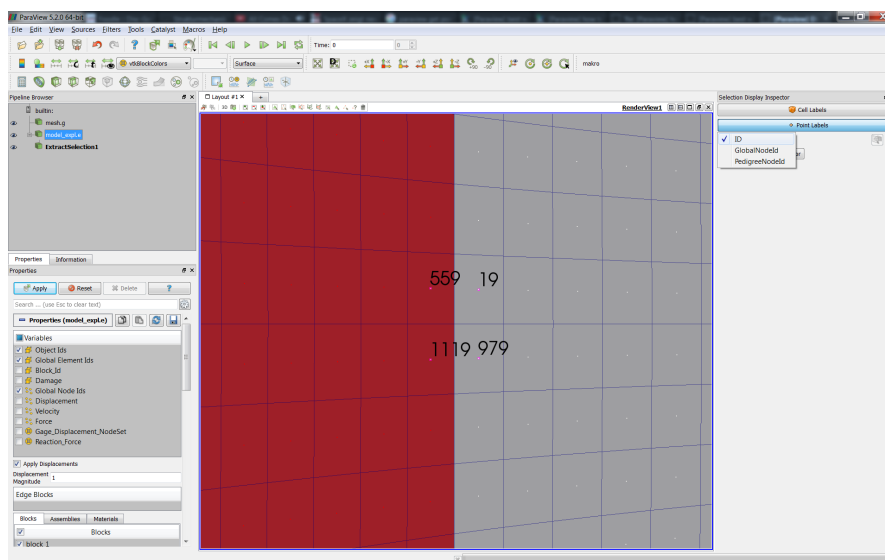 ParaView 5.2.0 64-bit
File Edit View Sources Filters Tools Catalyst Macros Help
Time: 0
0
vtkBlockColors
Surface
makro
Pipeline Browser
builtin:
mesh.g
model_expl.e
ExtractSelection1
Layout #1
3D
RenderView1
559 19
1119 979
Properties Information
Properties
Apply Reset Delete ?
Search ... (use Esc to clear text)
Properties (model_expl.e)
Variables
Object Ids
Global Element Ids
Block_Id
Damage
Global Node Ids
Displacement
Velocity
Force
Gage_Displacement_NodeSet
Reaction_Force
Apply Displacements
Displacement
Magnitude
1
Edge Blocks
Blocks Assemblies Materials
Blocks
block 1
Selection Display Inspector
Cell Labels
Point Labels
ID
GlobalNodeId
PedigreeNodeId